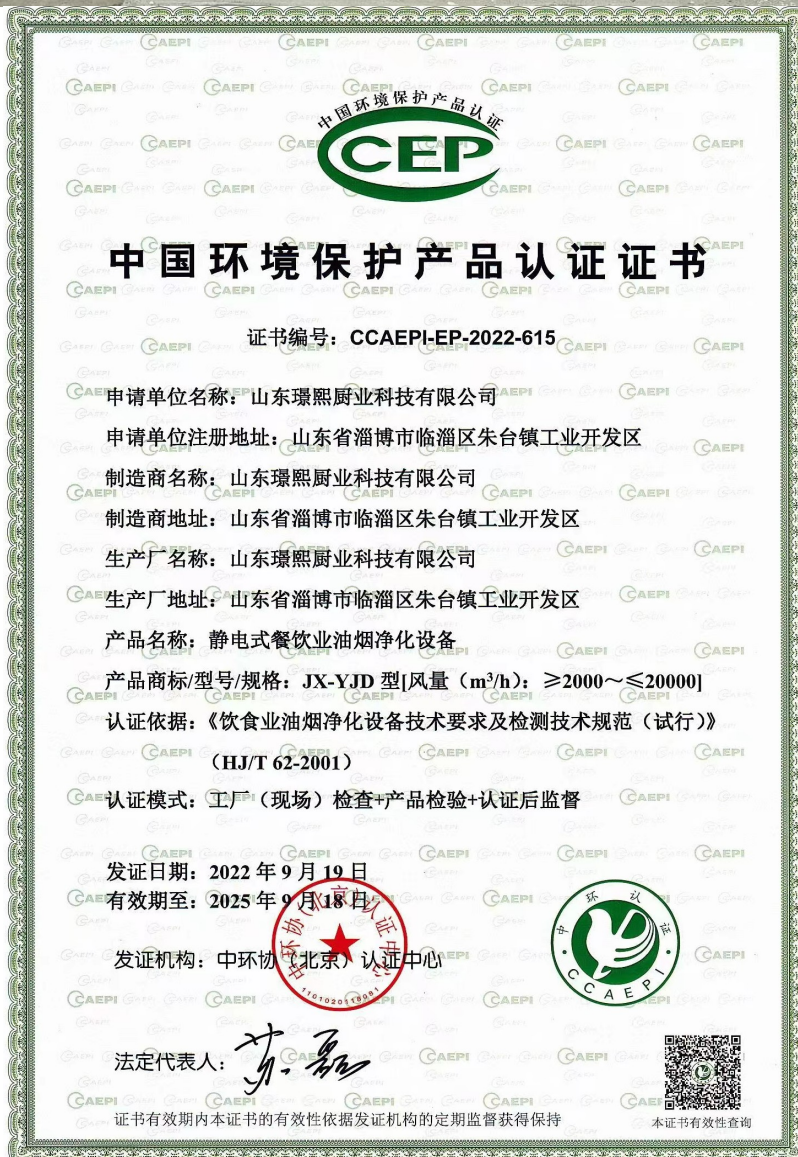 中国环境保护产品认证
CEP
中国环境保护产品认证证书
证书编号：CCAEPI-EP-2022-615
申请单位名称：山东璟熙厨业科技有限公司
申请单位注册地址：山东省淄博市临淄区朱台镇工业开发区
制造商名称：山东璟熙厨业科技有限公司
制造商地址：山东省淄博市临淄区朱台镇工业开发区
生产厂名称：山东璟熙厨业科技有限公司
生产厂地址：山东省淄博市临淄区朱台镇工业开发区
产品名称：静电式餐饮业油烟净化设备
产品商标/型号/规格：JX-YJD 型[风量（m³/h）：≥2000～≤20000]
认证依据：《饮食业油烟净化设备技术要求及检测技术规范（试行）》
（HJ/T 62-2001）
认证模式：工厂（现场）检查+产品检验+认证后监督
发证日期：2022 年 9 月 19 日
有效期至：2025 年 9 月 18 日
发证机构：中环协（北京）认证中心
中环协(北京)认证中心
中环认证
CCAEPI
法定代表人：苏磊
证书有效期内本证书的有效性依据发证机构的定期监督获得保持
本证书有效性查询